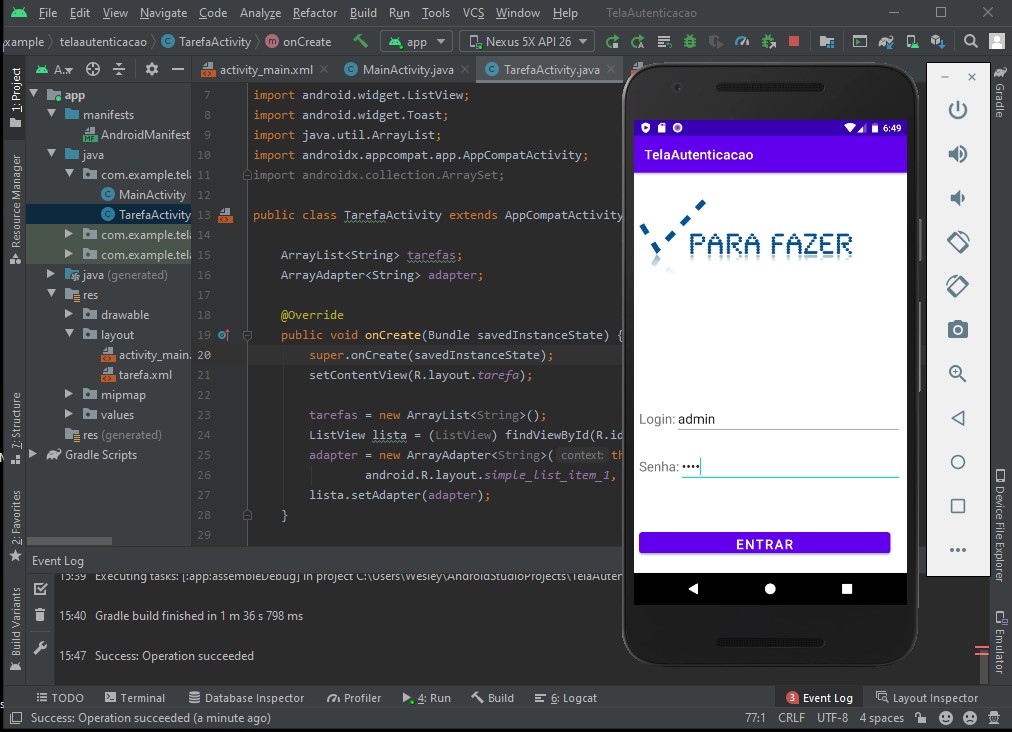 File Edit View Navigate Code Analyze Refactor Build Run Tools VCS Window Help TelaAutenticacao
xample telaautenticacao TarefaActivity m onCreate app Nexus 5X API 26
A.. activity_main.xml MainActivity.java TarefaActivity.java
1: Project
Resource Manager
7: Structure
2: Favorites
Build Variants
app
manifests
AndroidManifest
java
com.example.tela
MainActivity
TarefaActivity
com.example.tela
com.example.tela
java (generated)
res
drawable
layout
activity_main.
tarefa.xml
mipmap
values
res (generated)
Gradle Scripts
7 import android.widget.ListView;
8 import android.widget.Toast;
9 import java.util.ArrayList;
10 import androidx.appcompat.app.AppCompatActivity;
11 import androidx.collection.ArraySet;
12
13 public class TarefaActivity extends AppCompatActivity
14
15 ArrayList<String> tarefas;
16 ArrayAdapter<String> adapter;
17
18 @Override
19 public void onCreate(Bundle savedInstanceState) {
20 super.onCreate(savedInstanceState);
21 setContentView(R.layout.tarefa);
22
23 tarefas = new ArrayList<String>();
24 ListView lista = (ListView) findViewById(R.id
25 adapter = new ArrayAdapter<String>( context: th
26 android.R.layout.simple_list_item_1,
27 lista.setAdapter(adapter);
28 }
29
6:49
TelaAutenticacao
PARA FAZER
Login: admin
Senha: ••••
ENTRAR
Gradle
Device File Explorer
Emulator
Event Log
15:39 Executing tasks: [:app:assembleDebug] in project C:\Users\Wesley\AndroidStudioProjects\TelaAuten
15:40 Gradle build finished in 1 m 36 s 798 ms
15:47 Success: Operation succeeded
TODO Terminal Database Inspector Profiler 4: Run Build 6: Logcat 3 Event Log Layout Inspector
Success: Operation succeeded (a minute ago) 77:1 CRLF UTF-8 4 spaces